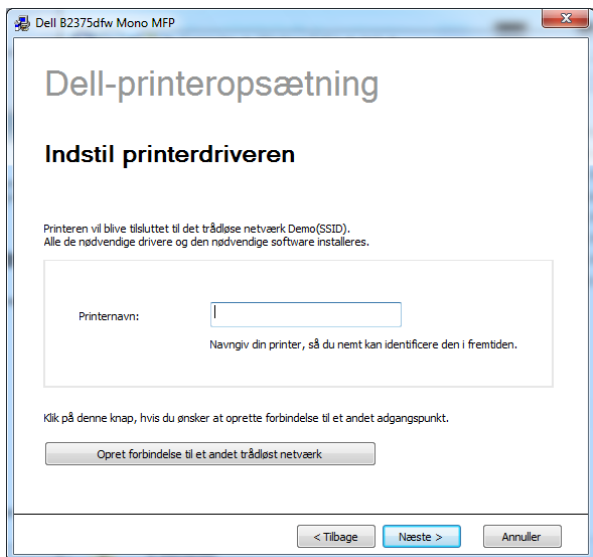 Dell B2375dfw Mono MFP
Dell-printeropsætning
Indstil printerdriveren
Printeren vil blive tilsluttet til det trådløse netværk Demo(SSID).
Alle de nødvendige drivere og den nødvendige software installeres.
Printernavn:
Navngiv din printer, så du nemt kan identificere den i fremtiden.
Klik på denne knap, hvis du ønsker at oprette forbindelse til et andet adgangspunkt.
Opret forbindelse til et andet trådløst netværk
< Tilbage Næste > Annuller